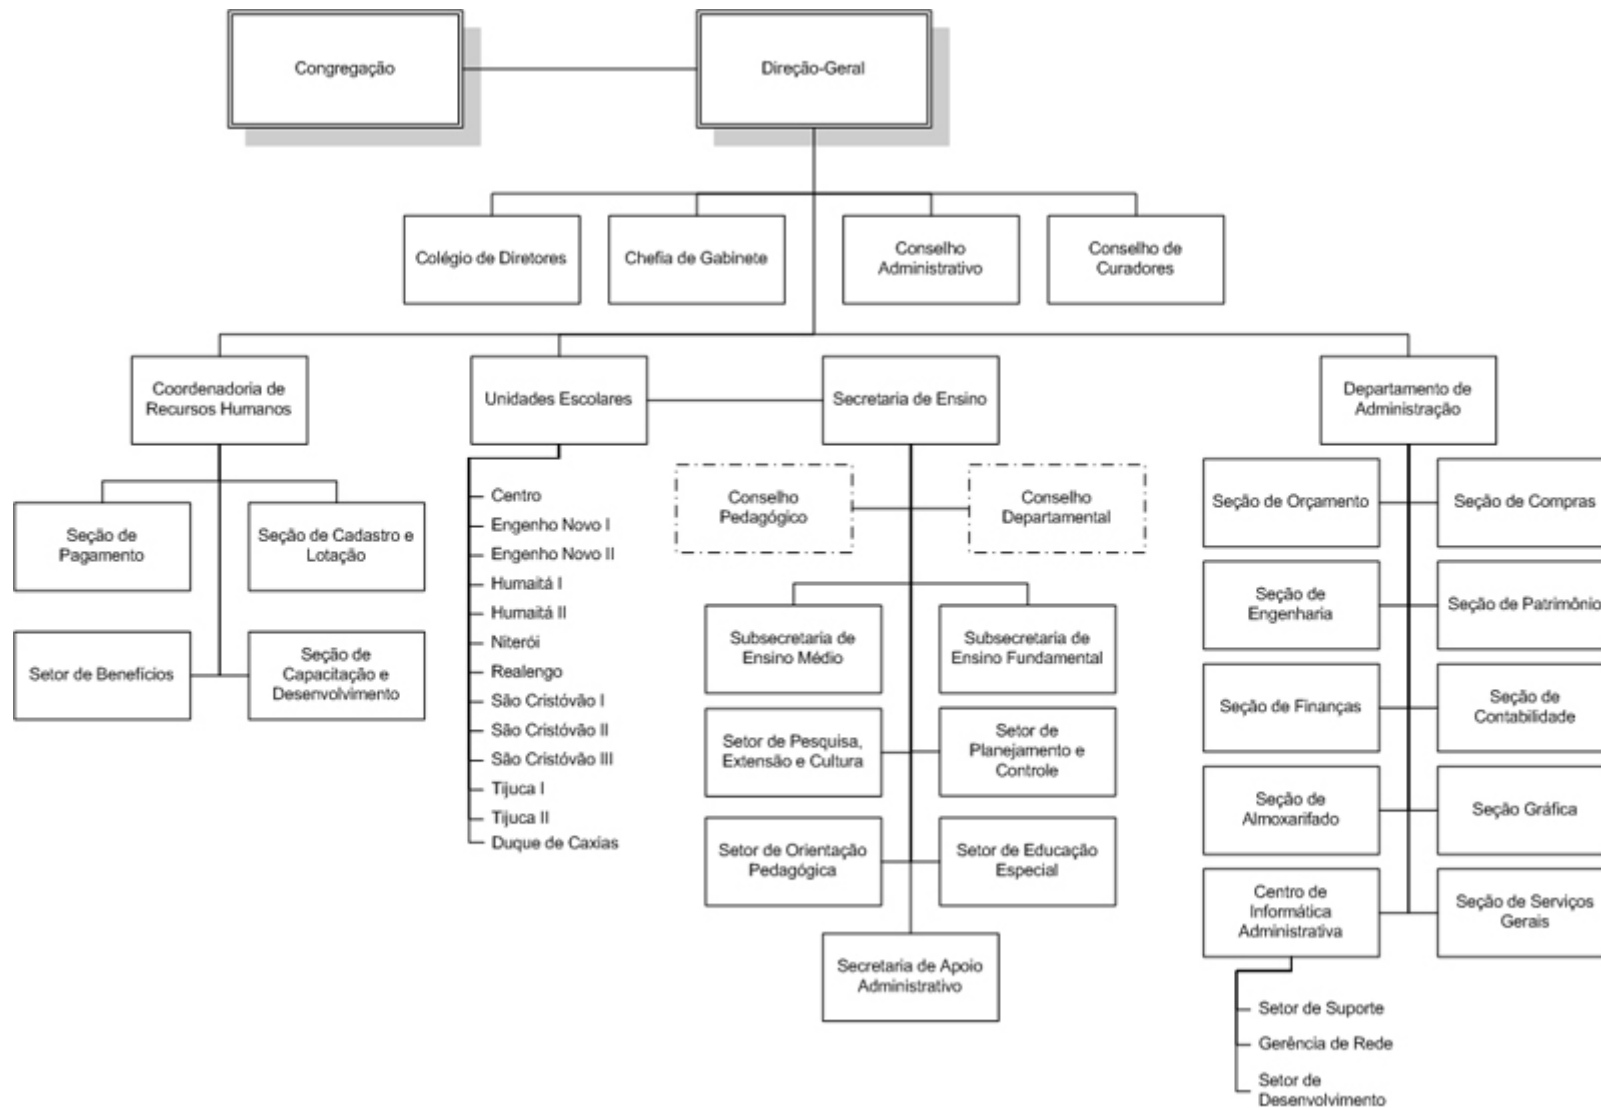 Congregação
Direção-Geral
Colégio de Diretores
Chefia de Gabinete
Conselho
Administrativo
Conselho de
Curadores
Coordenadoria de
Recursos Humanos
Unidades Escolares
Secretaria de Ensino
Departamento de
Administração
Seção de
Pagamento
Seção de Cadastro e
Lotação
Setor de Benefícios
Seção de
Capacitação e
Desenvolvimento
Centro
Engenho Novo I
Engenho Novo II
Humaitá I
Humaitá II
Niterói
Realengo
São Cristóvão I
São Cristóvão II
São Cristóvão III
Tijuca I
Tijuca II
Duque de Caxias
Conselho
Pedagógico
Conselho
Departamental
Subsecretaria de
Ensino Médio
Subsecretaria de
Ensino Fundamental
Setor de Pesquisa,
Extensão e Cultura
Setor de
Planejamento e
Controle
Setor de Orientação
Pedagógica
Setor de Educação
Especial
Secretaria de Apoio
Administrativo
Seção de Orçamento
Seção de Compras
Seção de
Engenharia
Seção de Patrimônio
Seção de Finanças
Seção de
Contabilidade
Seção de
Almoxarifado
Seção Gráfica
Centro de
Informática
Administrativa
Seção de Serviços
Gerais
Setor de Suporte
Gerência de Rede
Setor de
Desenvolvimento